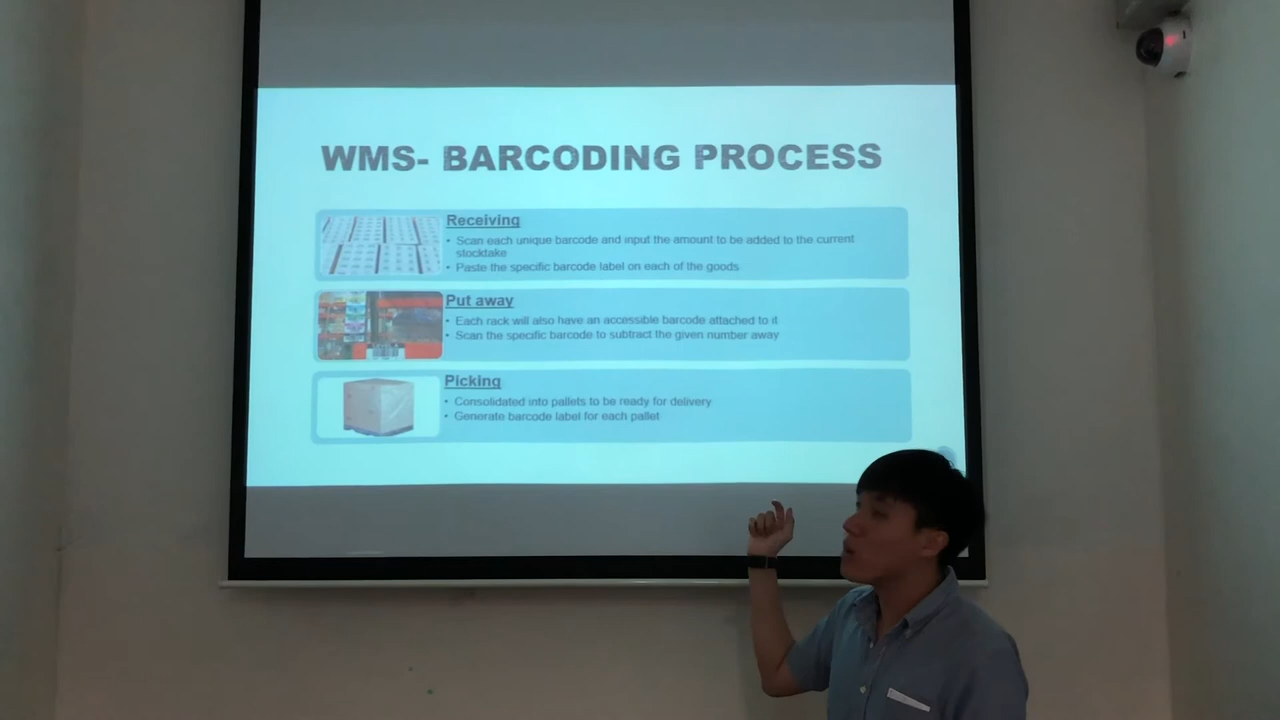 WMS- BARCODING PROCESS
Receiving
• Scan each unique barcode and input the amount to be added to the current
stocktake
• Paste the specific barcode label on each of the goods
Put away
• Each rack will also have an accessible barcode attached to it
• Scan the specific barcode to subtract the given number away
Picking
• Consolidated into pallets to be ready for delivery
• Generate barcode label for each pallet